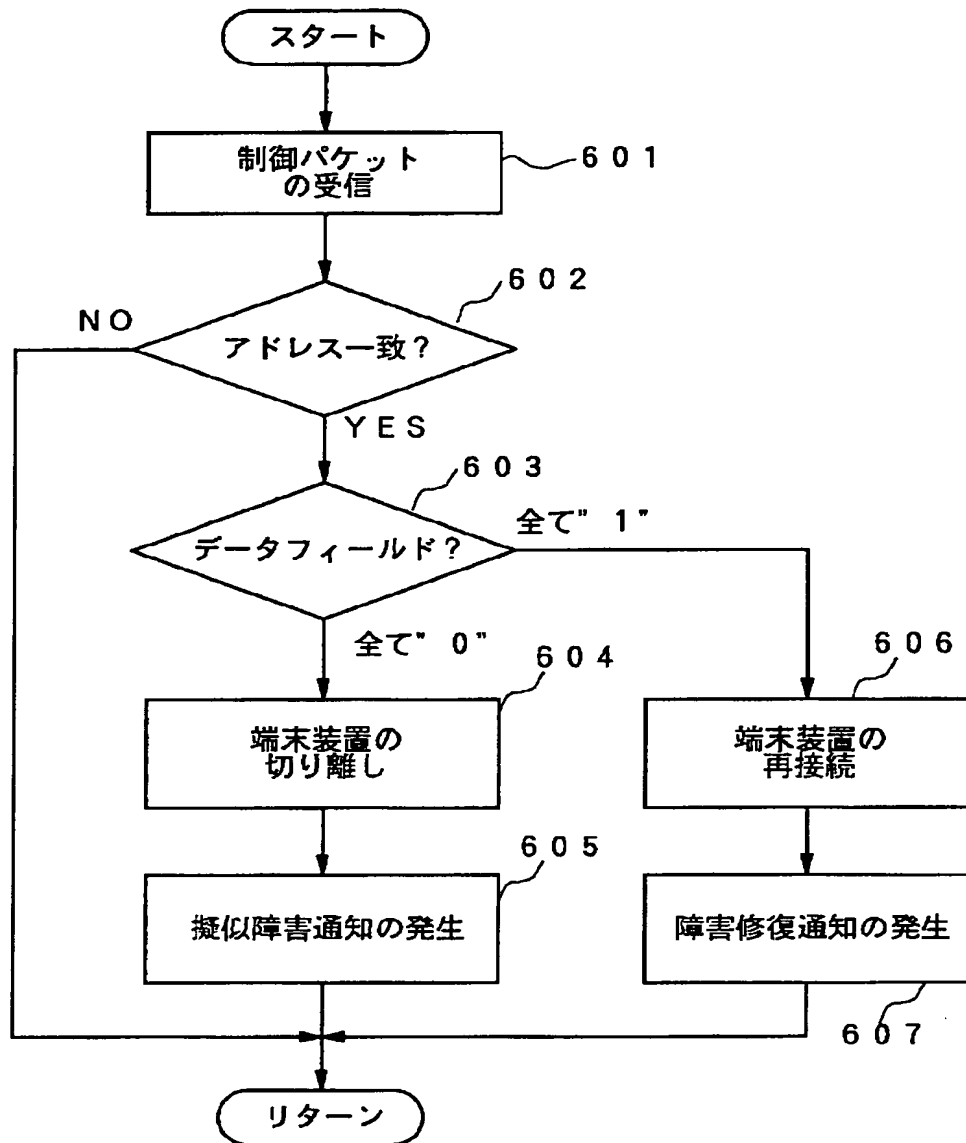 スタート
制御パケット
の受信
601
602
NO
アドレス一致?
YES
603
データフィールド?
全て"1"
全て"0"
604
606
端末装置の
切り離し
端末装置の
再接続
605
擬似障害通知の発生
障害修復通知の発生
607
リターン